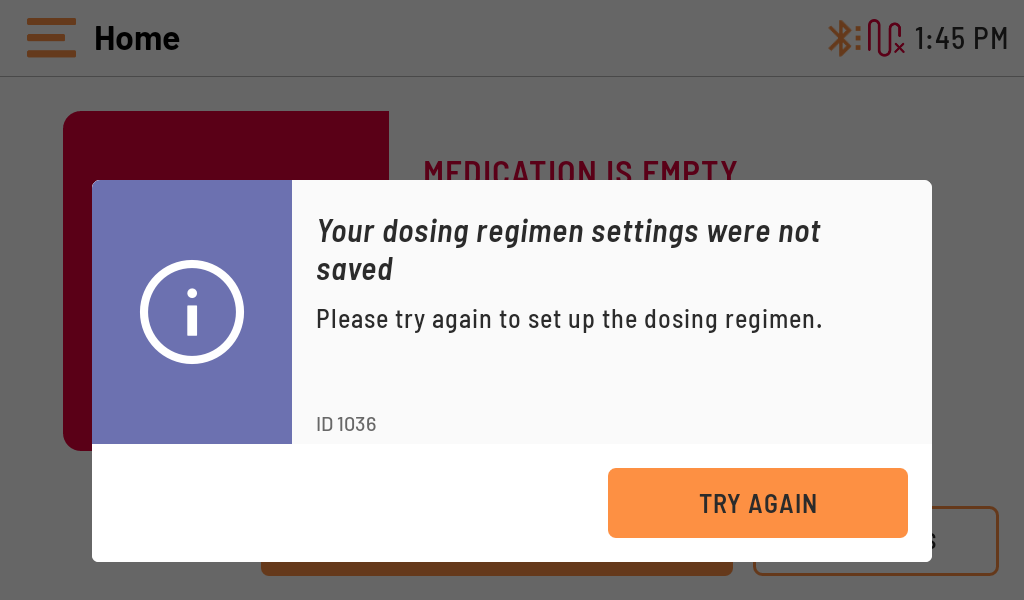 Home
1:45 PM
MEDICATION IS EMPTY
Your dosing regimen settings were not
saved
Please try again to set up the dosing regimen.
ID 1036
TRY AGAIN